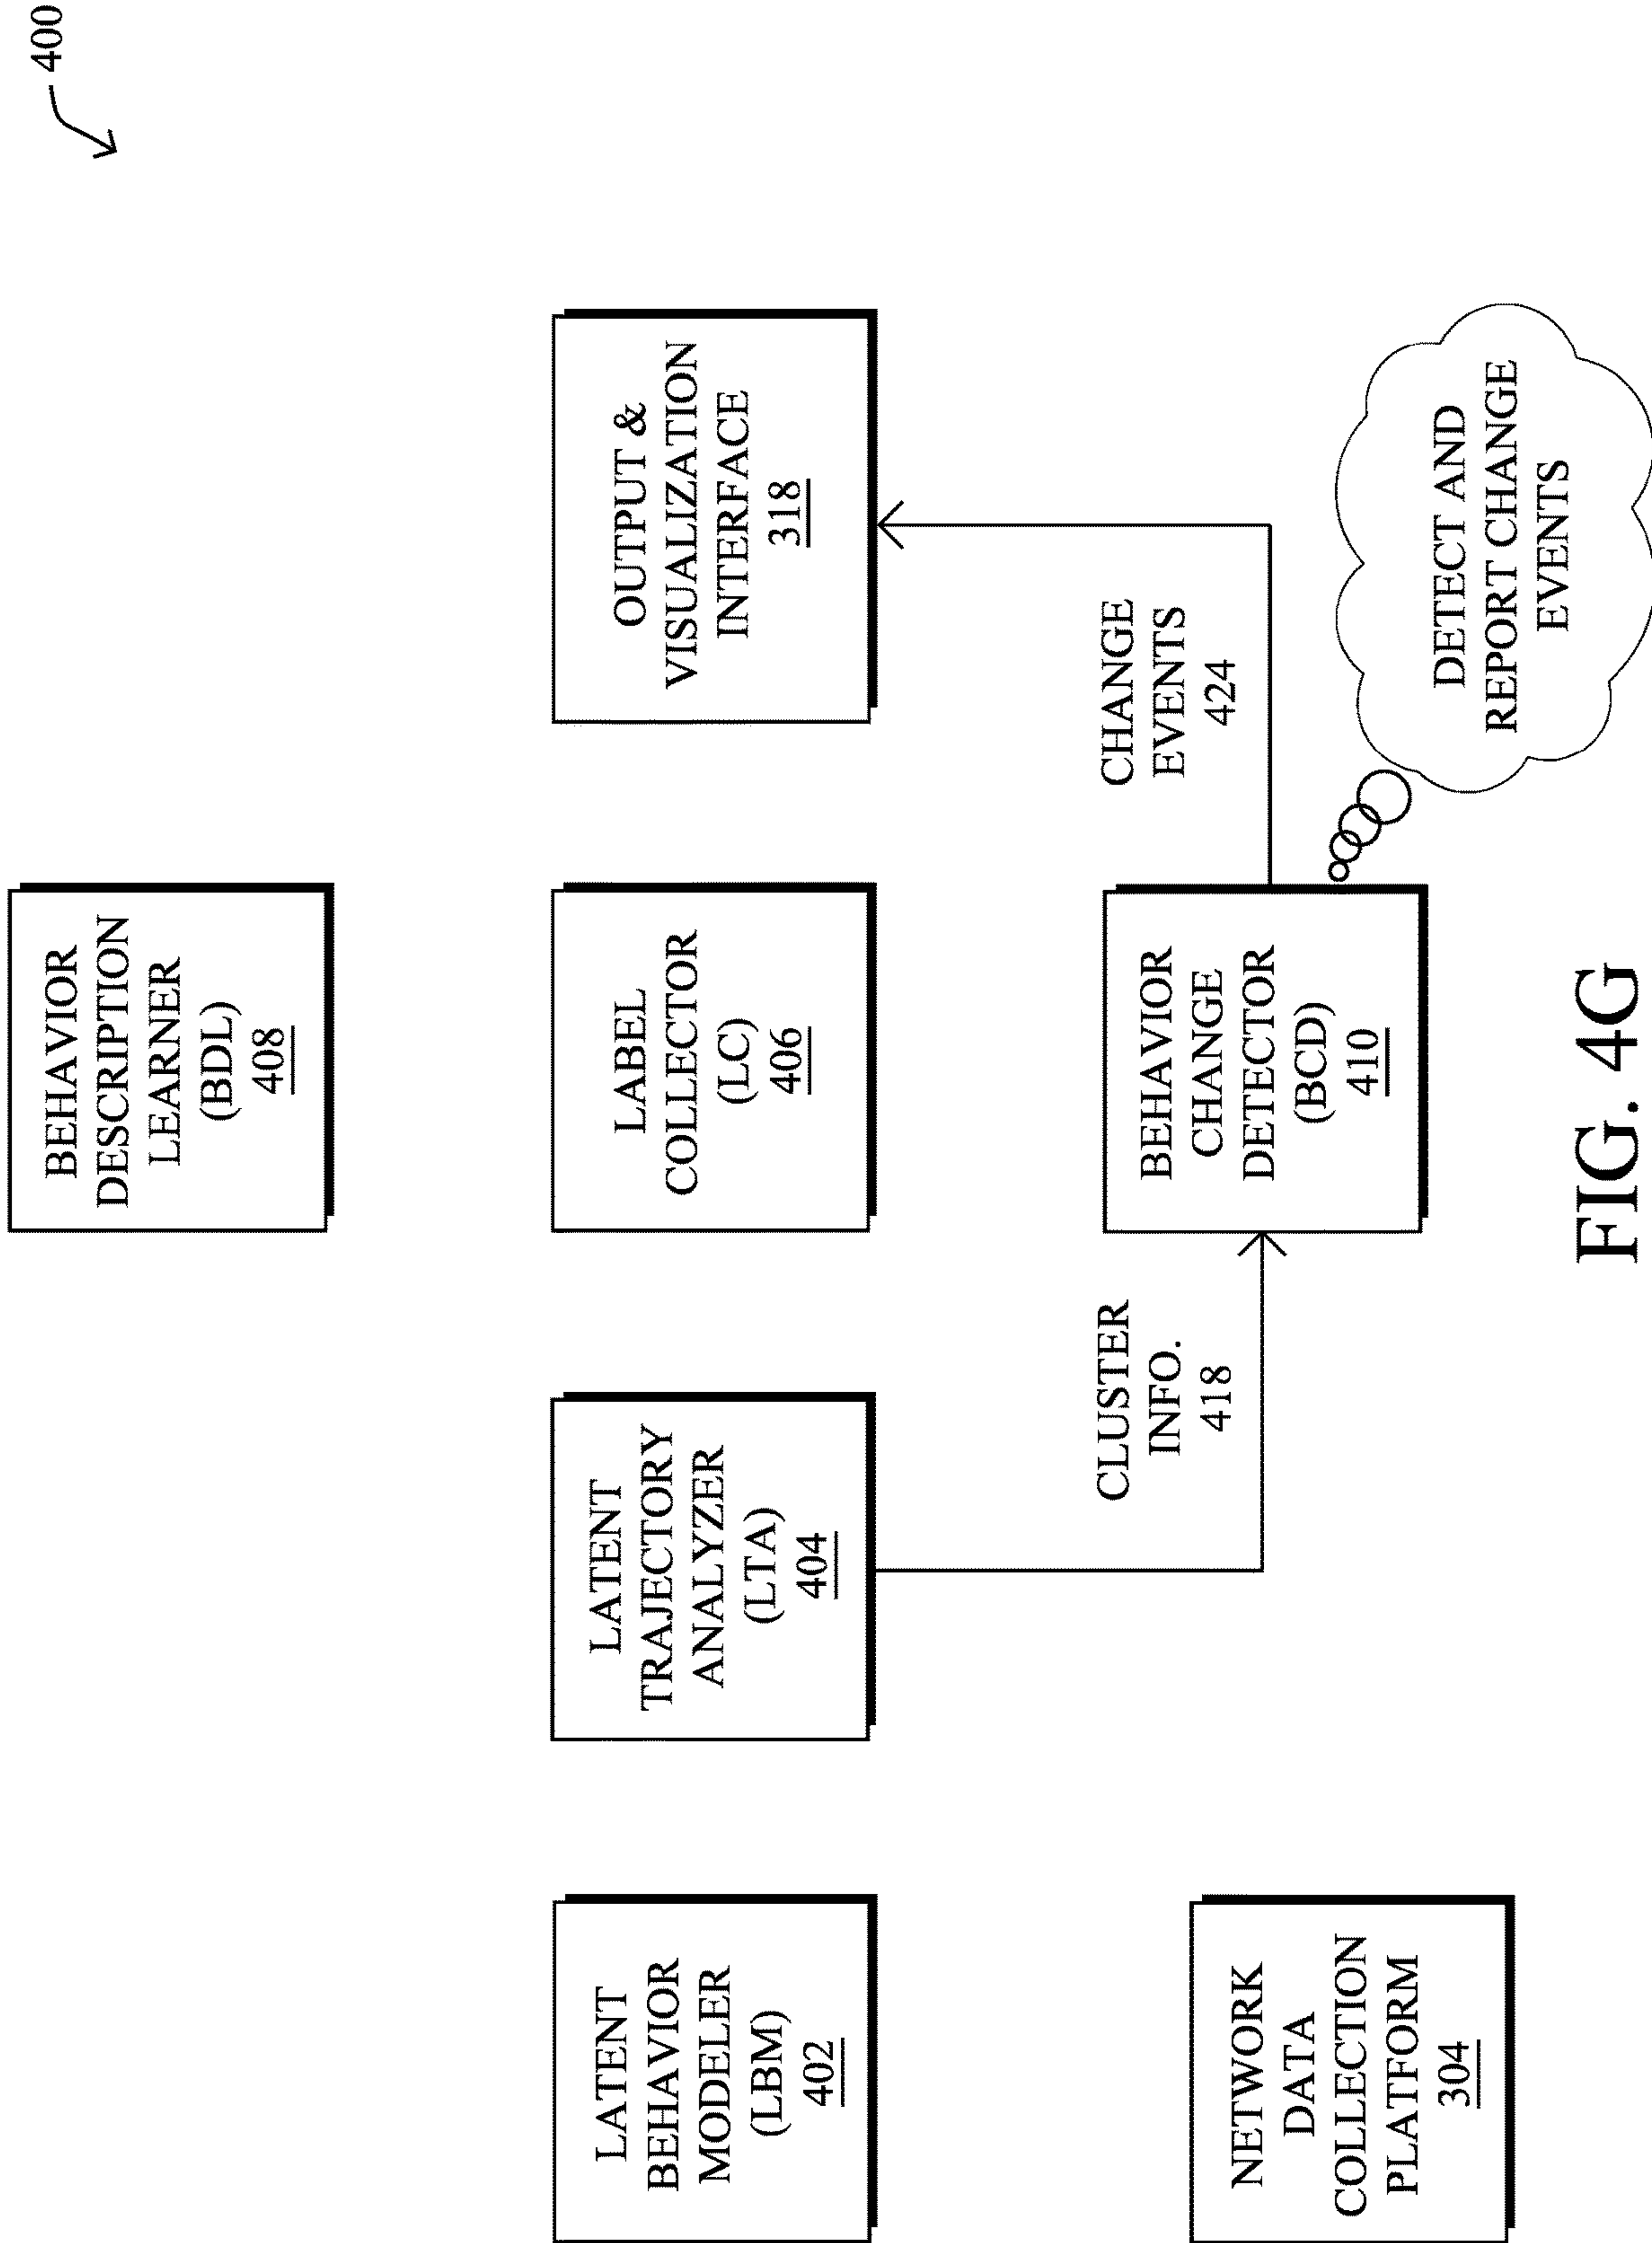 400
BEHAVIOR
DESCRIPTION
LEARNER
(BDL)
408
LATENT
BEHAVIOR
MODELER
(LBM)
402
LATENT
TRAJECTORY
ANALYZER
(LTA)
404
LABEL
COLLECTOR
(LC)
406
OUTPUT &
VISUALIZATION
INTERFACE
318
CLUSTER
INFO.
418
CHANGE
EVENTS
424
NETWORK
DATA
COLLECTION
PLATFORM
304
BEHAVIOR
CHANGE
DETECTOR
(BCD)
410
DETECT AND
REPORT CHANGE
EVENTS
FIG. 4G